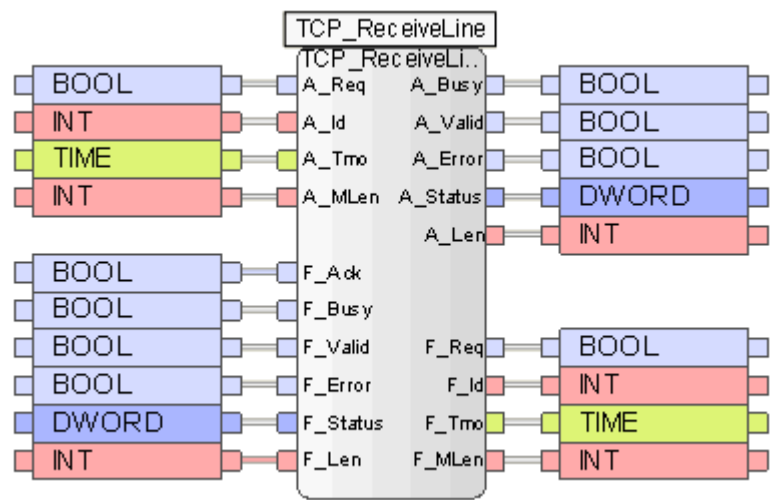 TCP_ReceiveLine
TCP_ReceiveLi..
BOOL A_Req A_Busy BOOL
INT A_Id A_Valid BOOL
TIME A_Tmo A_Error BOOL
INT A_MLen A_Status DWORD
A_Len INT
BOOL F_Ack
BOOL F_Busy
BOOL F_Valid F_Req BOOL
BOOL F_Error F_Id INT
DWORD F_Status F_Tmo TIME
INT F_Len F_MLen INT